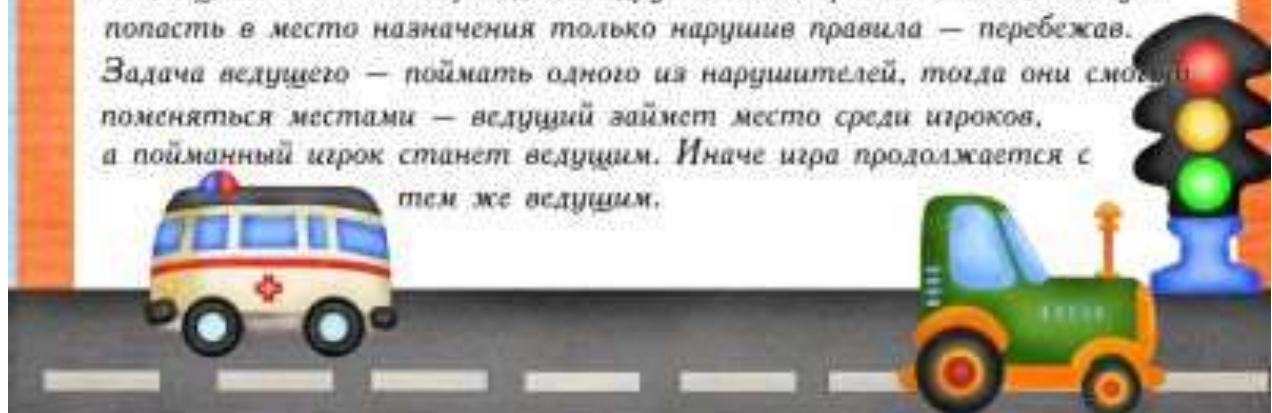 попасть в место назначения только нарушив правила — перебежав.
Задача ведущего — поймать одного из нарушителей, тогда они смогут
поменяться местами — ведущий займет место среди игроков,
а пойманный игрок станет ведущим. Иначе игра продолжается с
тем же ведущим.